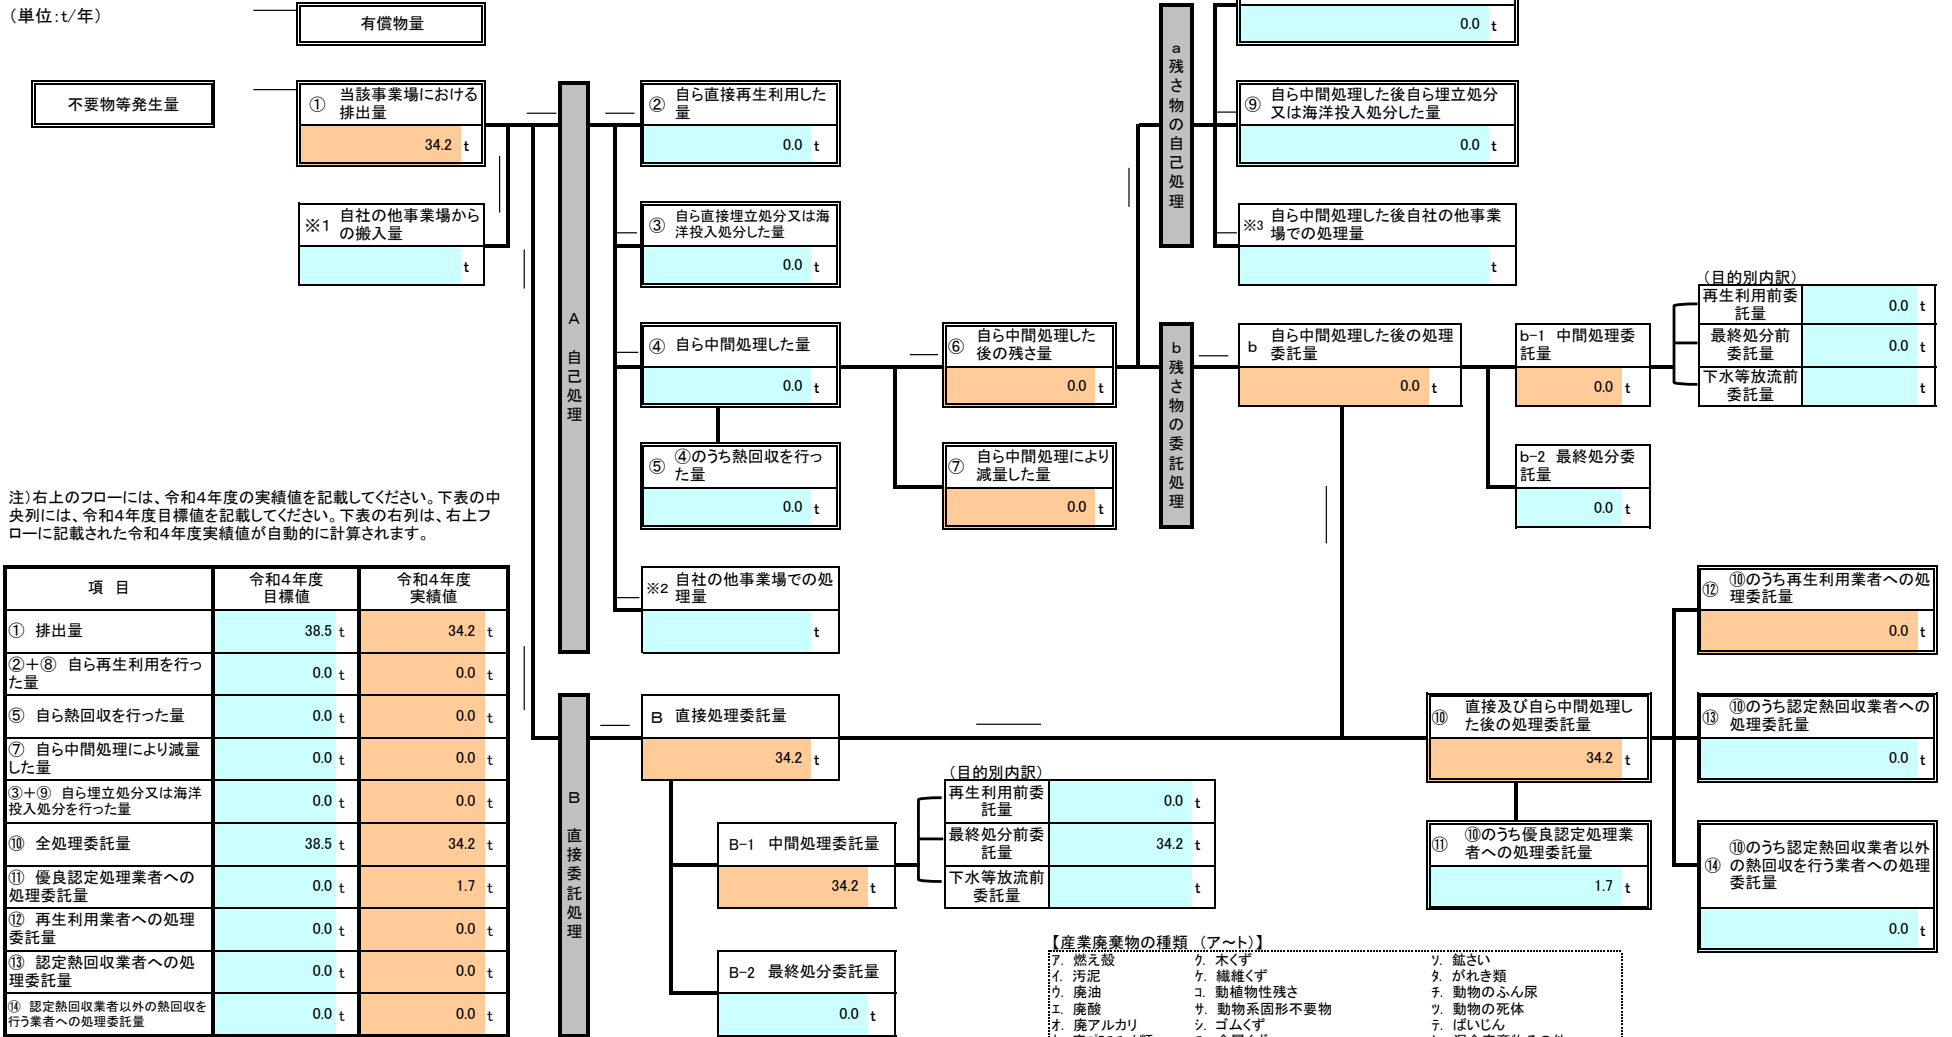 (単位:t/年)
有償物量
0.0 t
不要物等発生量
① 当該事業場における
排出量
34.2 t
※1 自社の他事業場から
の搬入量
t
A 自己処理
② 自ら直接再生利用した
量
0.0 t
③ 自ら直接埋立処分又は海
洋投入処分した量
0.0 t
④ 自ら中間処理した量
0.0 t
⑤ ④のうち熱回収を行っ
た量
0.0 t
※2 自社の他事業場での処
理量
t
⑥ 自ら中間処理した
後の残さ量
0.0 t
⑦ 自ら中間処理により
減量した量
0.0 t
a残さ物の自己処理
⑨ 自ら中間処理した後自ら埋立処分
又は海洋投入処分した量
0.0 t
※3 自ら中間処理した後自社の他事業
場での処理量
t
b残さ物の委託処理
b 自ら中間処理した後の処理
委託量
0.0 t
b-1 中間処理委
託量
0.0 t
b-2 最終処分委
託量
0.0 t
(目的別内訳)
再生利用前委
託量
0.0 t
最終処分前
委託量
0.0 t
下水等放流前
委託量
t
注)右上のフローには、令和4年度の実績値を記載してください。下表の中
央列には、令和4年度目標値を記載してください。下表の右列は、右上フ
ローに記載された令和4年度実績値が自動的に計算されます。
項 目 令和4年度 令和4年度
目標値 実績値
① 排出量 38.5 t 34.2 t
②+⑧ 自ら再生利用を行っ
た量 0.0 t 0.0 t
⑤ 自ら熱回収を行った量 0.0 t 0.0 t
⑦ 自ら中間処理により減量
した量 0.0 t 0.0 t
③+⑨ 自ら埋立処分又は海洋
投入処分を行った量 0.0 t 0.0 t
⑩ 全処理委託量 38.5 t 34.2 t
⑪ 優良認定処理業者への
処理委託量 0.0 t 1.7 t
⑫ 再生利用業者への処理
委託量 0.0 t 0.0 t
⑬ 認定熱回収業者への処
理委託量 0.0 t 0.0 t
⑭ 認定熱回収業者以外の熱回収を
行う業者への処理委託量 0.0 t 0.0 t
B 直接委託処理
B 直接処理委託量
34.2 t
B-1 中間処理委託量
34.2 t
B-2 最終処分委託量
0.0 t
(目的別内訳)
再生利用前委
託量
0.0 t
最終処分前委
託量
34.2 t
下水等放流前
委託量
t
⑩ 直接及び自ら中間処理し
た後の処理委託量
34.2 t
⑪ ⑩のうち優良認定処理業
者への処理委託量
1.7 t
⑫ ⑩のうち再生利用業者への処
理委託量
0.0 t
⑬ ⑩のうち認定熱回収業者への
処理委託量
0.0 t
⑭ ⑩のうち認定熱回収業者以外
の熱回収を行う業者への処理
委託量
0.0 t
【産業廃棄物の種類 (ア~ト)】
ア. 燃え殻 ク. 木くず ソ. 鉱さい
イ. 汚泥 ケ. 繊維くず タ. がれき類
ウ. 廃油 コ. 動植物性残さ チ. 動物のふん尿
エ. 廃酸 サ. 動物系固形不要物 ツ. 動物の死体
オ. 廃アルカリ シ. ゴムくず テ. ばいじん